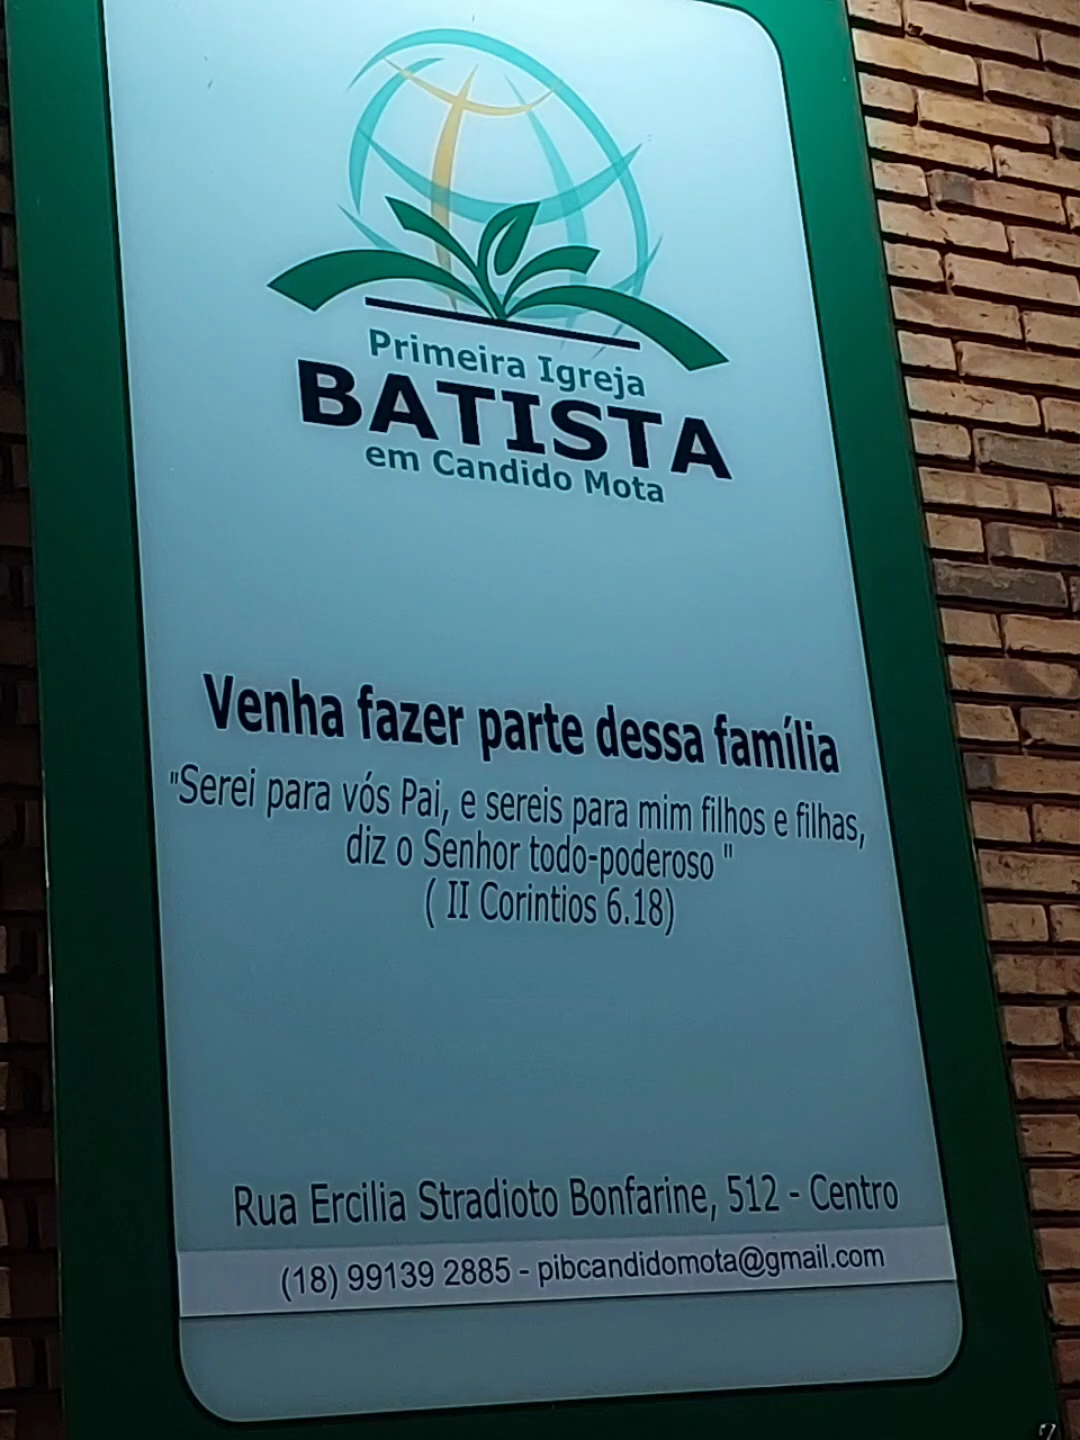 Primeira Igreja
BATISTA
em Candido Mota
Venha fazer parte dessa família
"Serei para vós Pai, e sereis para mim filhos e filhas,
diz o Senhor todo-poderoso "
( II Corintios 6.18)
Rua Ercilia Stradioto Bonfarine, 512 - Centro
(18) 99139 2885 - pibcandidomota@gmail.com